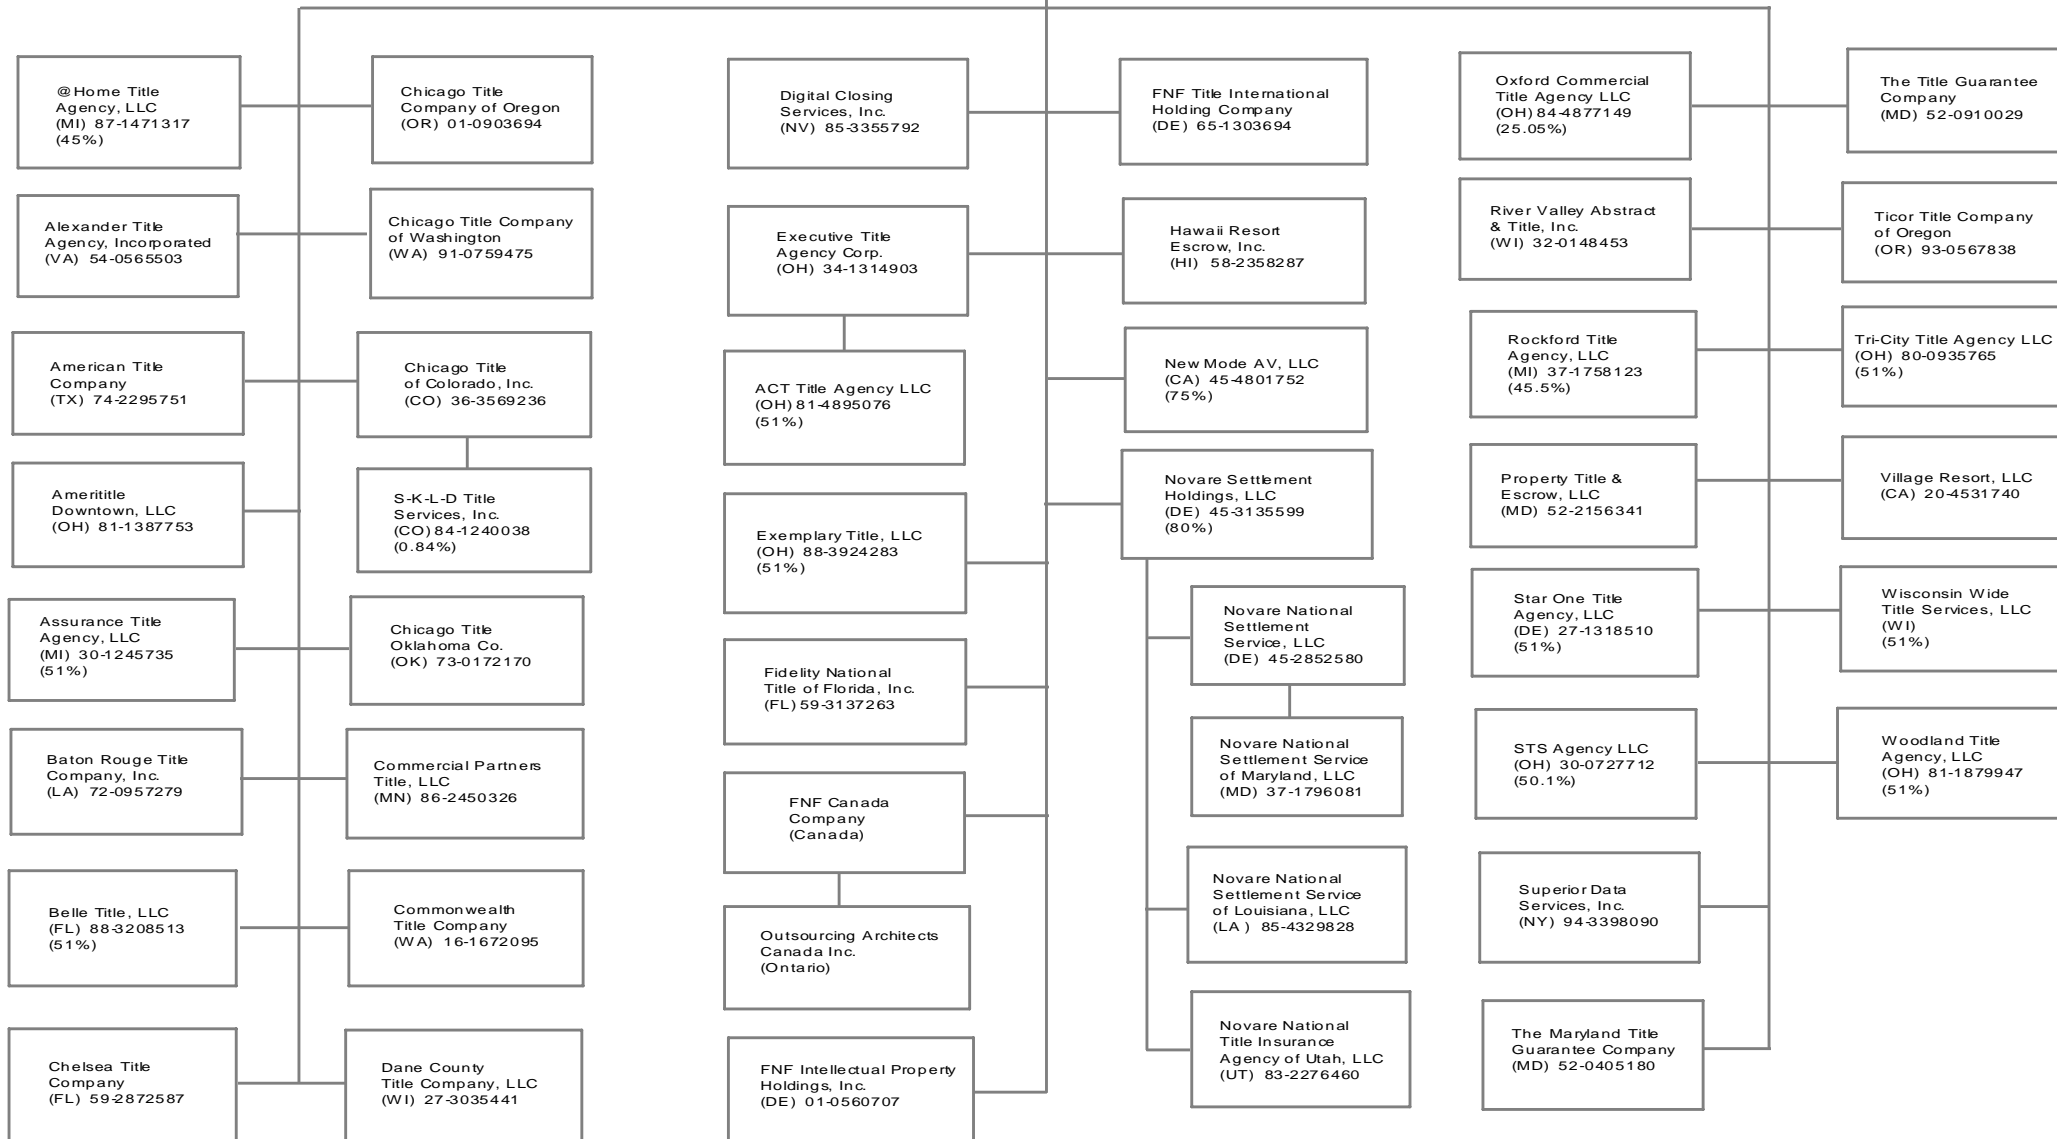 @Home Title
Agency, LLC
(MI) 87-1471317
(45%)
Chicago Title
Company of Oregon
(OR) 01-0903694
Alexander Title
Agency, Incorporated
(VA) 54-0565503
Chicago Title Company
of Washington
(WA) 91-0759475
American Title
Company
(TX) 74-2295751
Chicago Title
of Colorado, Inc.
(CO) 36-3569236
Amerititle
Downtown, LLC
(OH) 81-1387753
S-K-L-D Title
Services, Inc.
(CO) 84-1240038
(0.84%)
Assurance Title
Agency, LLC
(MI) 30-1245735
(51%)
Chicago Title
Oklahoma Co.
(OK) 73-0172170
Baton Rouge Title
Company, Inc.
(LA) 72-0957279
Commercial Partners
Title, LLC
(MN) 86-2450326
Belle Title, LLC
(FL) 88-3208513
(51%)
Commonwealth
Title Company
(WA) 16-1672095
Chelsea Title
Company
(FL) 59-2872587
Dane County
Title Company, LLC
(WI) 27-3035441
Digital Closing
Services, Inc.
(NV) 85-3355792
FNF Title International
Holding Company
(DE) 65-1303694
Executive Title
Agency Corp.
(OH) 34-1314903
Hawaii Resort
Escrow, Inc.
(HI) 58-2358287
ACT Title Agency LLC
(OH) 81-4895076
(51%)
New Mode AV, LLC
(CA) 45-4801752
(75%)
Exemplary Title, LLC
(OH) 88-3924283
(51%)
Novare Settlement
Holdings, LLC
(DE) 45-3135599
(80%)
Fidelity National
Title of Florida, Inc.
(FL) 59-3137263
Novare National
Settlement
Service, LLC
(DE) 45-2852580
FNF Canada
Company
(Canada)
Novare National
Settlement Service
of Maryland, LLC
(MD) 37-1796081
Outsourcing Architects
Canada Inc.
(Ontario)
Novare National
Settlement Service
of Louisiana, LLC
(LA ) 85-4329828
FNF Intellectual Property
Holdings, Inc.
(DE) 01-0560707
Novare National
Title Insurance
Agency of Utah, LLC
(UT) 83-2276460
Oxford Commercial
Title Agency LLC
(OH) 84-4877149
(25.05%)
The Title Guarantee
Company
(MD) 52-0910029
River Valley Abstract
& Title, Inc.
(WI) 32-0148453
Ticor Title Company
of Oregon
(OR) 93-0567838
Rockford Title
Agency, LLC
(MI) 37-1758123
(45.5%)
Tri-City Title Agency LLC
(OH) 80-0935765
(51%)
Property Title &
Escrow, LLC
(MD) 52-2156341
Village Resort, LLC
(CA) 20-4531740
Star One Title
Agency, LLC
(DE) 27-1318510
(51%)
Wisconsin Wide
Title Services, LLC
(WI)
(51%)
STS Agency LLC
(OH) 30-0727712
(50.1%)
Woodland Title
Agency, LLC
(OH) 81-1879947
(51%)
Superior Data
Services, Inc.
(NY) 94-3398090
The Maryland Title
Guarantee Company
(MD) 52-0405180